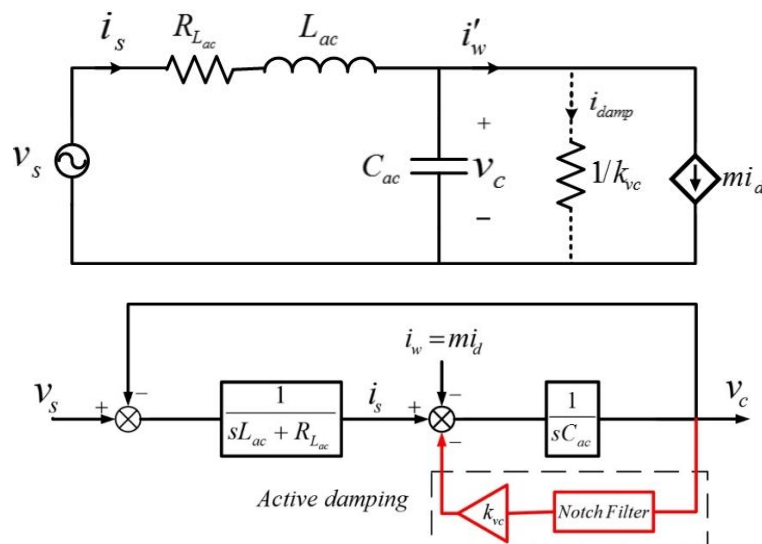 i_s
R_{L_{ac}}
L_{ac}
i'_w
v_s
C_{ac}
+
v_c
−
i_{damp}
1/k_{vc}
mi_d
i_w = mi_d
v_s
+
−
1
sL_{ac} + R_{L_{ac}}
i_s
+
−
−
1
sC_{ac}
v_c
Active damping
k_{vc}
Notch Filter